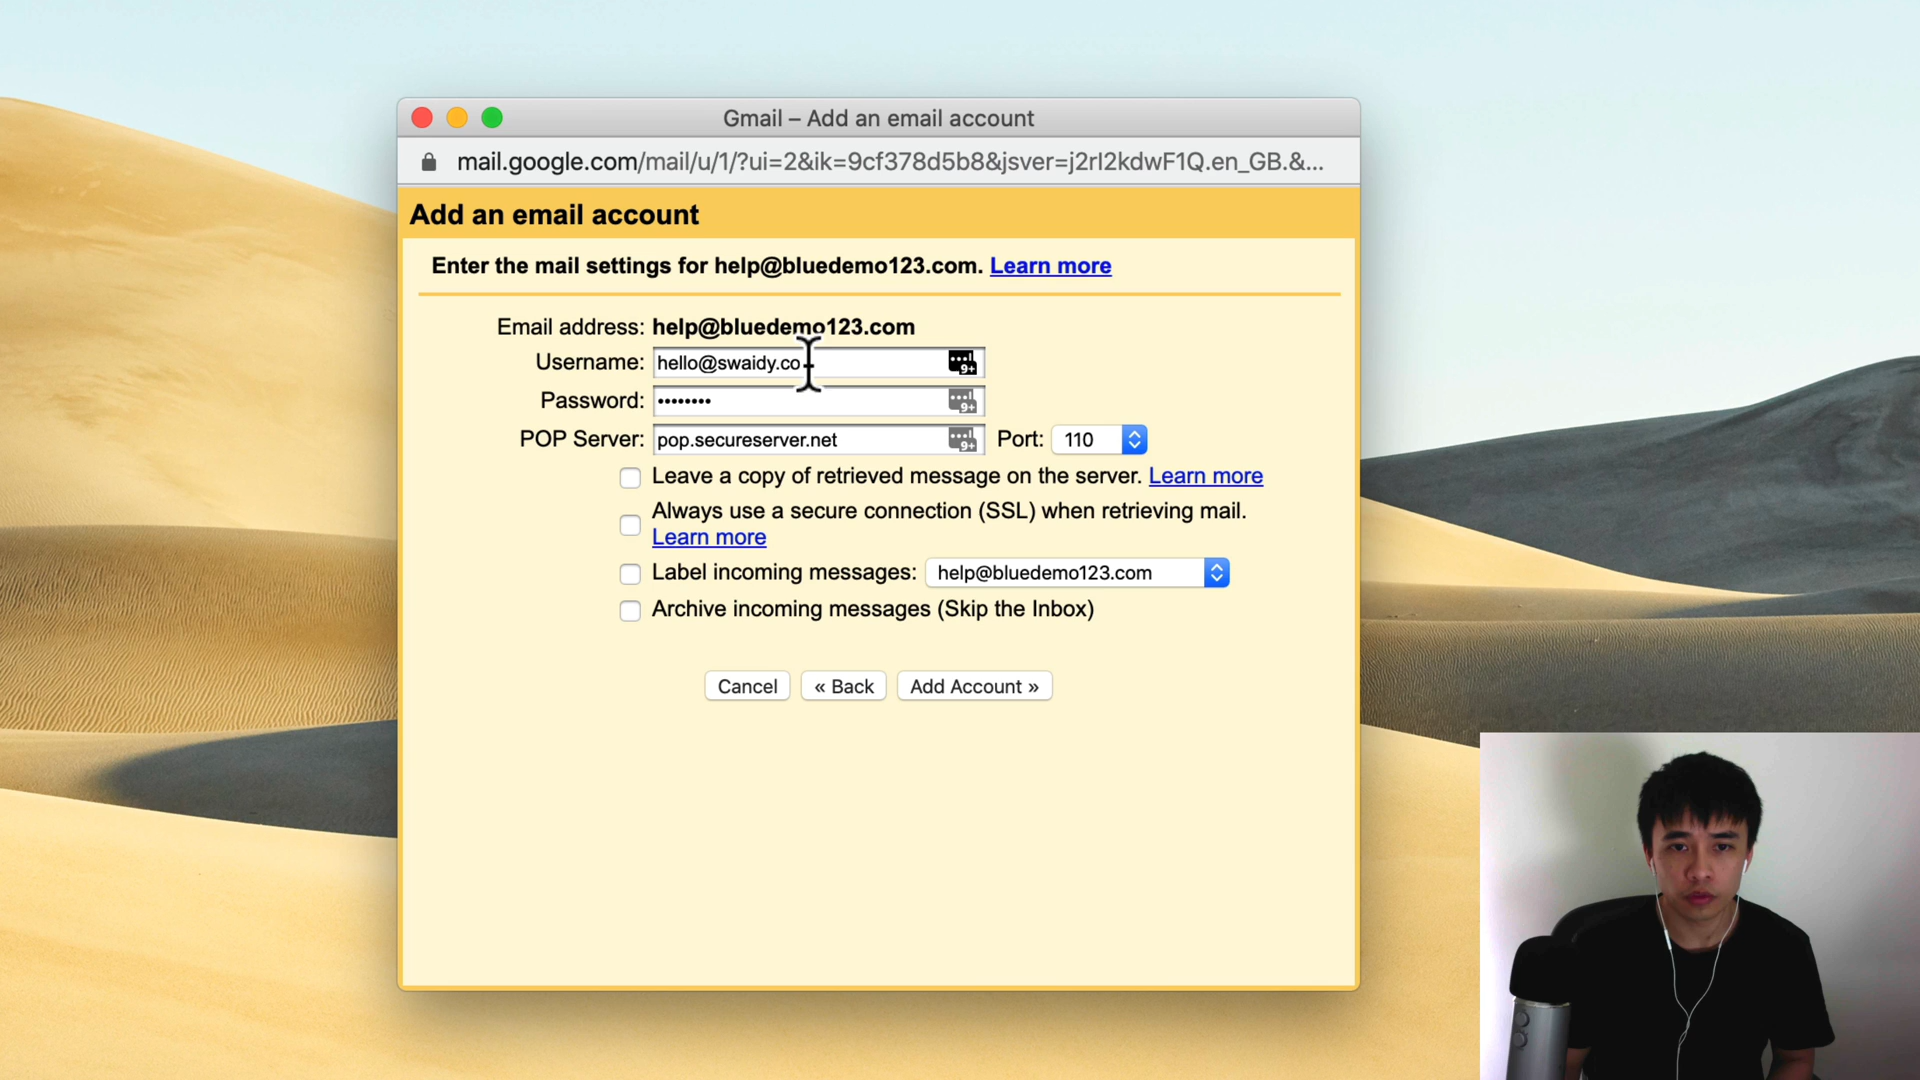 Gmail – Add an email account
mail.google.com/mail/u/1/?ui=2&ik=9cf378d5b8&jsver=j2rI2kdwF1Q.en_GB.&...
Add an email account
Enter the mail settings for help@bluedemo123.com. Learn more
Email address: help@bluedemo123.com
Username: hello@swaidy.co
9+
Password: ••••••••
9+
POP Server: pop.secureserver.net
9+
Port: 110
Leave a copy of retrieved message on the server. Learn more
Always use a secure connection (SSL) when retrieving mail.
Learn more
Label incoming messages: help@bluedemo123.com
Archive incoming messages (Skip the Inbox)
Cancel « Back Add Account »